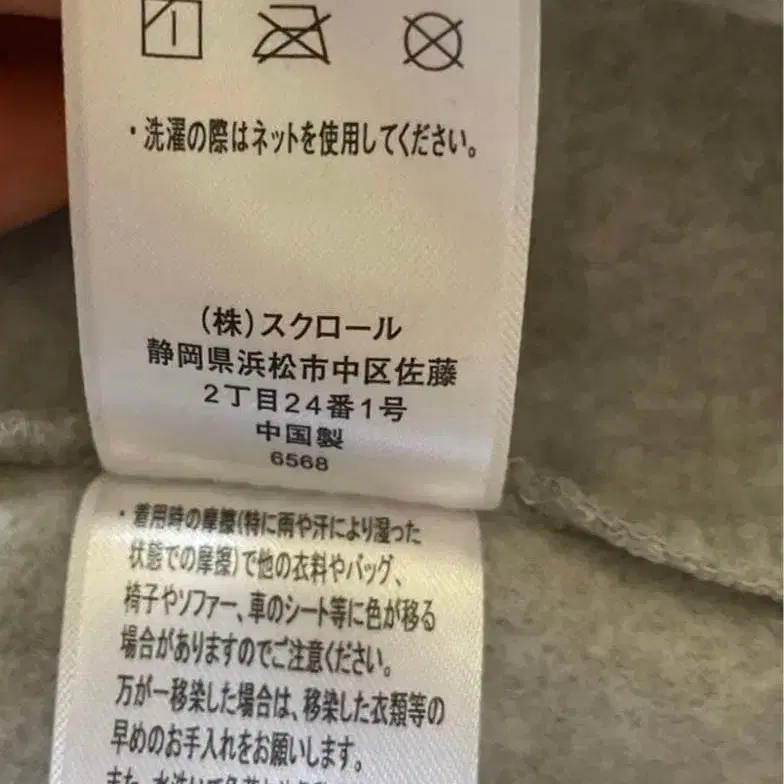 ・洗濯の際はネットを使用してください。
(株)スクロール
静岡県浜松市中区佐藤
2丁目24番1号
中国製
6568
・着用時の摩擦(特に雨や汗により湿った
状態での摩擦)で他の衣料やバッグ、
椅子やソファー、車のシート等に色が移る
場合がありますのでご注意ください。
万が一移染した場合は、移染した衣類等の
早めのお手入れをお願いします。
また、水洗いで